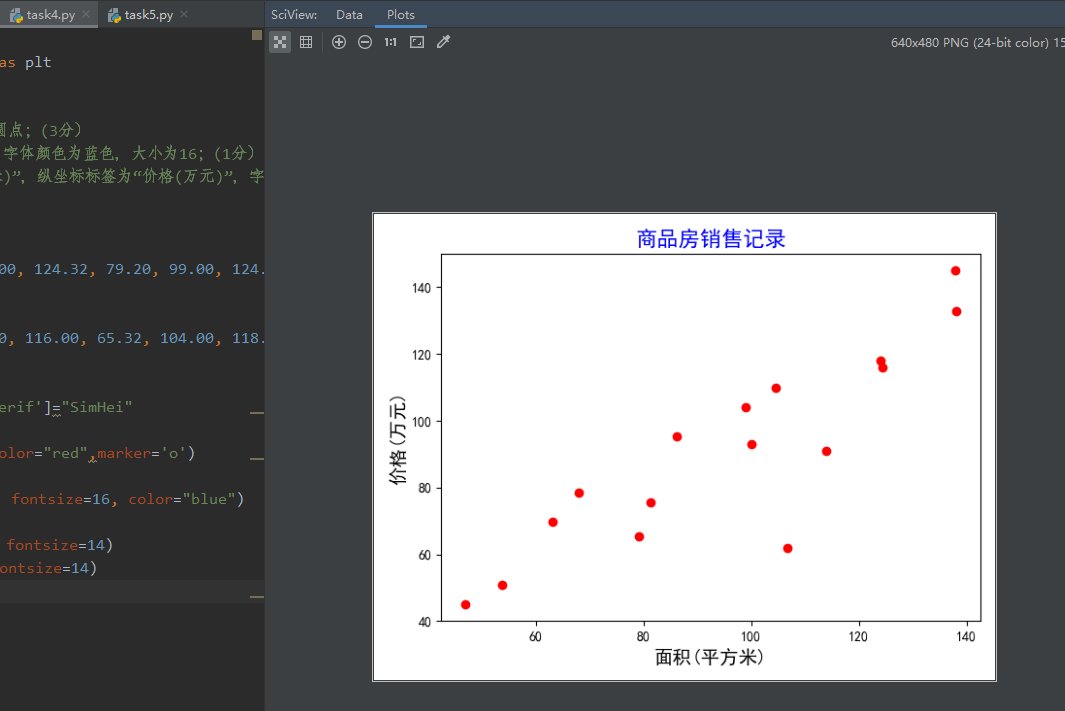 task4.py
task5.py
SciView:
Data
Plots
1:1
640x480 PNG (24-bit color) 15
as plt
圆点；(3分）
字体颜色为蓝色，大小为16；(1分）
)”，纵坐标标签为“价格(万元)”，字
00, 124.32, 79.20, 99.00, 124.
0, 116.00, 65.32, 104.00, 118.
erif']="SimHei"
olor="red",marker='o')
fontsize=16, color="blue")
fontsize=14)
ontsize=14)
商品房销售记录
价格(万元)
140
120
100
80
60
40
60
80
100
120
140
面积(平方米)